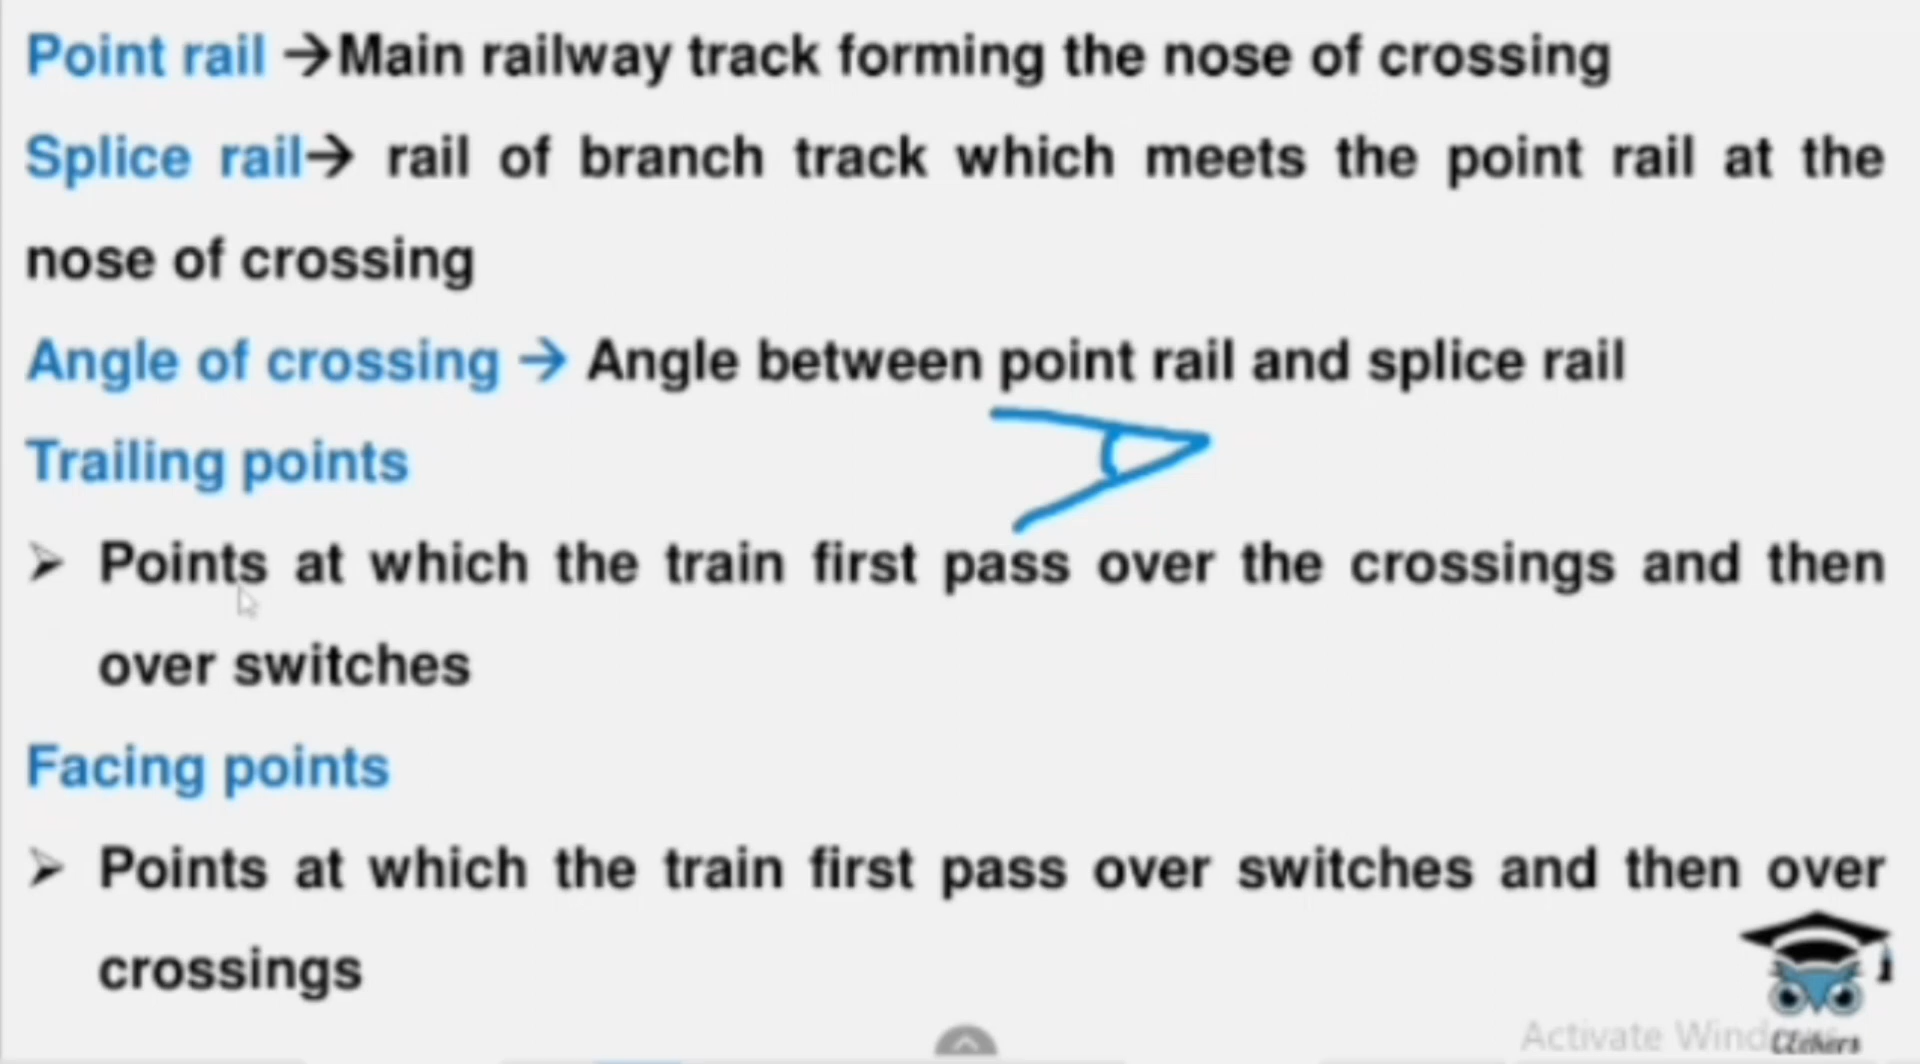 Point rail →Main railway track forming the nose of crossing
Splice rail→ rail of branch track which meets the point rail at the
nose of crossing
Angle of crossing → Angle between point rail and splice rail
Trailing points
➢ Points at which the train first pass over the crossings and then
over switches
Facing points
➢ Points at which the train first pass over switches and then over
crossings
Activate